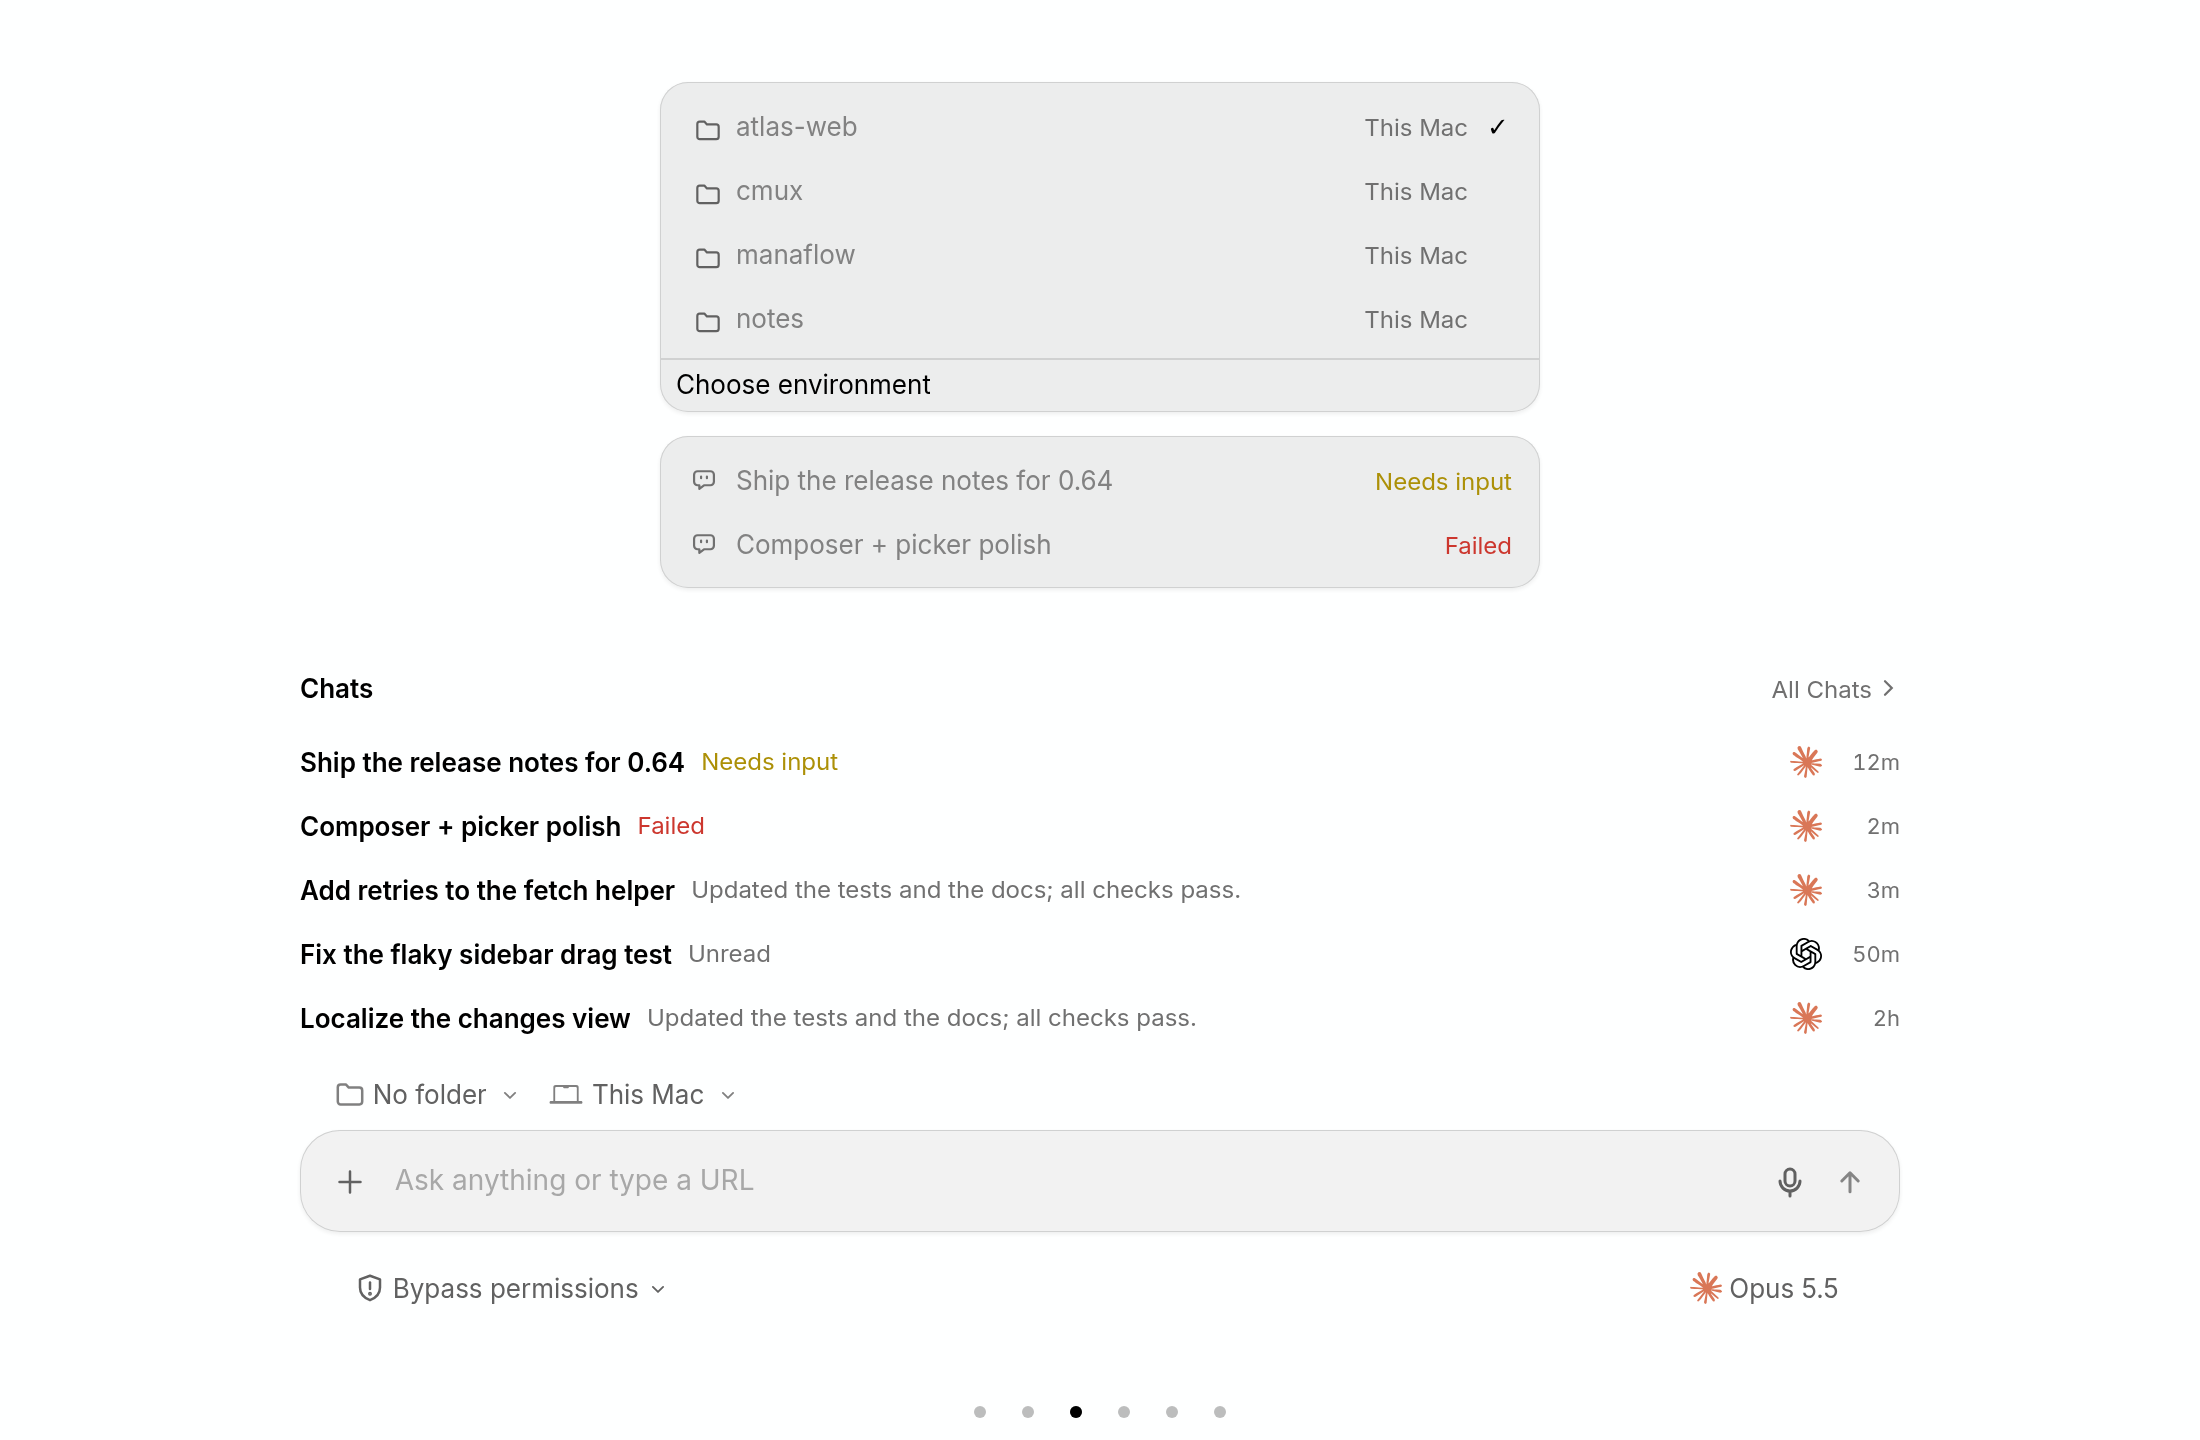 atlas-web This Mac ✓
cmux This Mac
manaflow This Mac
notes This Mac
Choose environment
Ship the release notes for 0.64 Needs input
Composer + picker polish Failed
Chats All Chats
Ship the release notes for 0.64 Needs input 12m
Composer + picker polish Failed 2m
Add retries to the fetch helper Updated the tests and the docs; all checks pass. 3m
Fix the flaky sidebar drag test Unread 50m
Localize the changes view Updated the tests and the docs; all checks pass. 2h
No folder This Mac
Ask anything or type a URL
Bypass permissions Opus 5.5